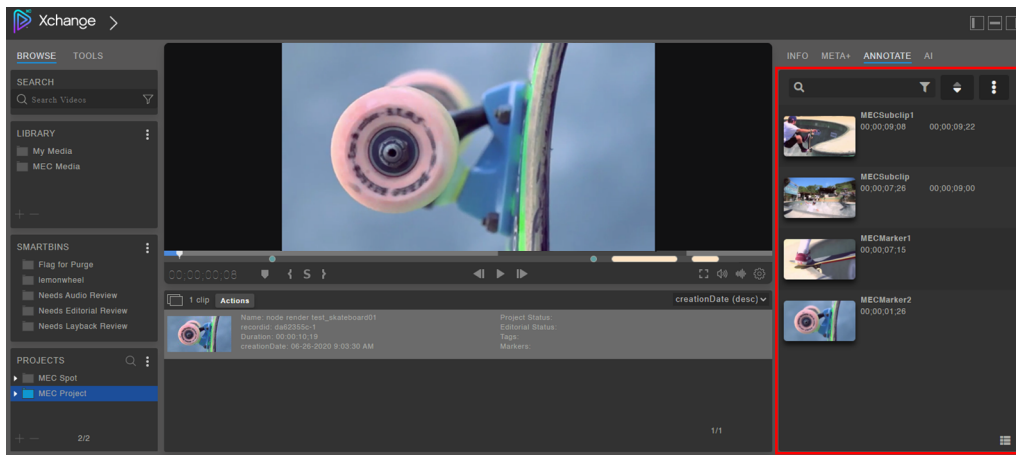 Xchange
BROWSE TOOLS
SEARCH
Search Videos
LIBRARY
My Media
MEC Media
SMARTBINS
Flag for Purge
lemonwheel
Needs Audio Review
Needs Editorial Review
Needs Layback Review
PROJECTS
MEC Spot
MEC Project
2/2
00;00;00;08
{ S }
1 clip Actions
creationDate (desc)
Name: node render test_skateboard01
recordid: da62355c-1
Duration: 00:00:10;19
creationDate: 06-26-2020 9:03:30 AM
Project Status:
Editorial Status:
Tags:
Markers:
1/1
INFO META+ ANNOTATE AI
MECSubclip1
00;00;09;08 00;00;09;22
MECSubclip
00;00;07;26 00;00;09;00
MECMarker1
00;00;07;15
MECMarker2
00;00;01;26